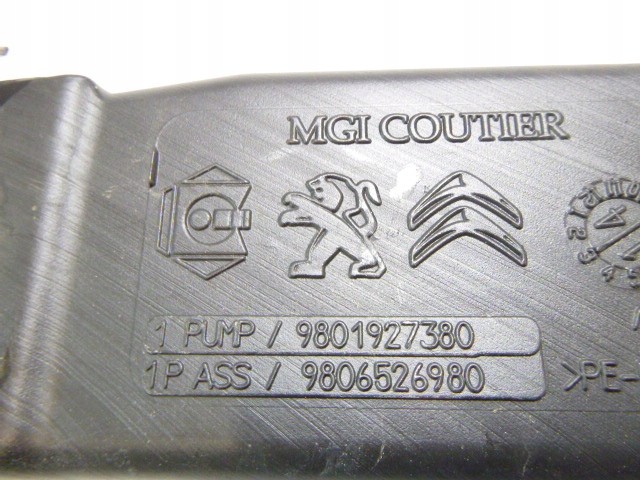 MGI COUTIER
1 PUMP / 9801927380
1P ASS / 9806526980
>PE-